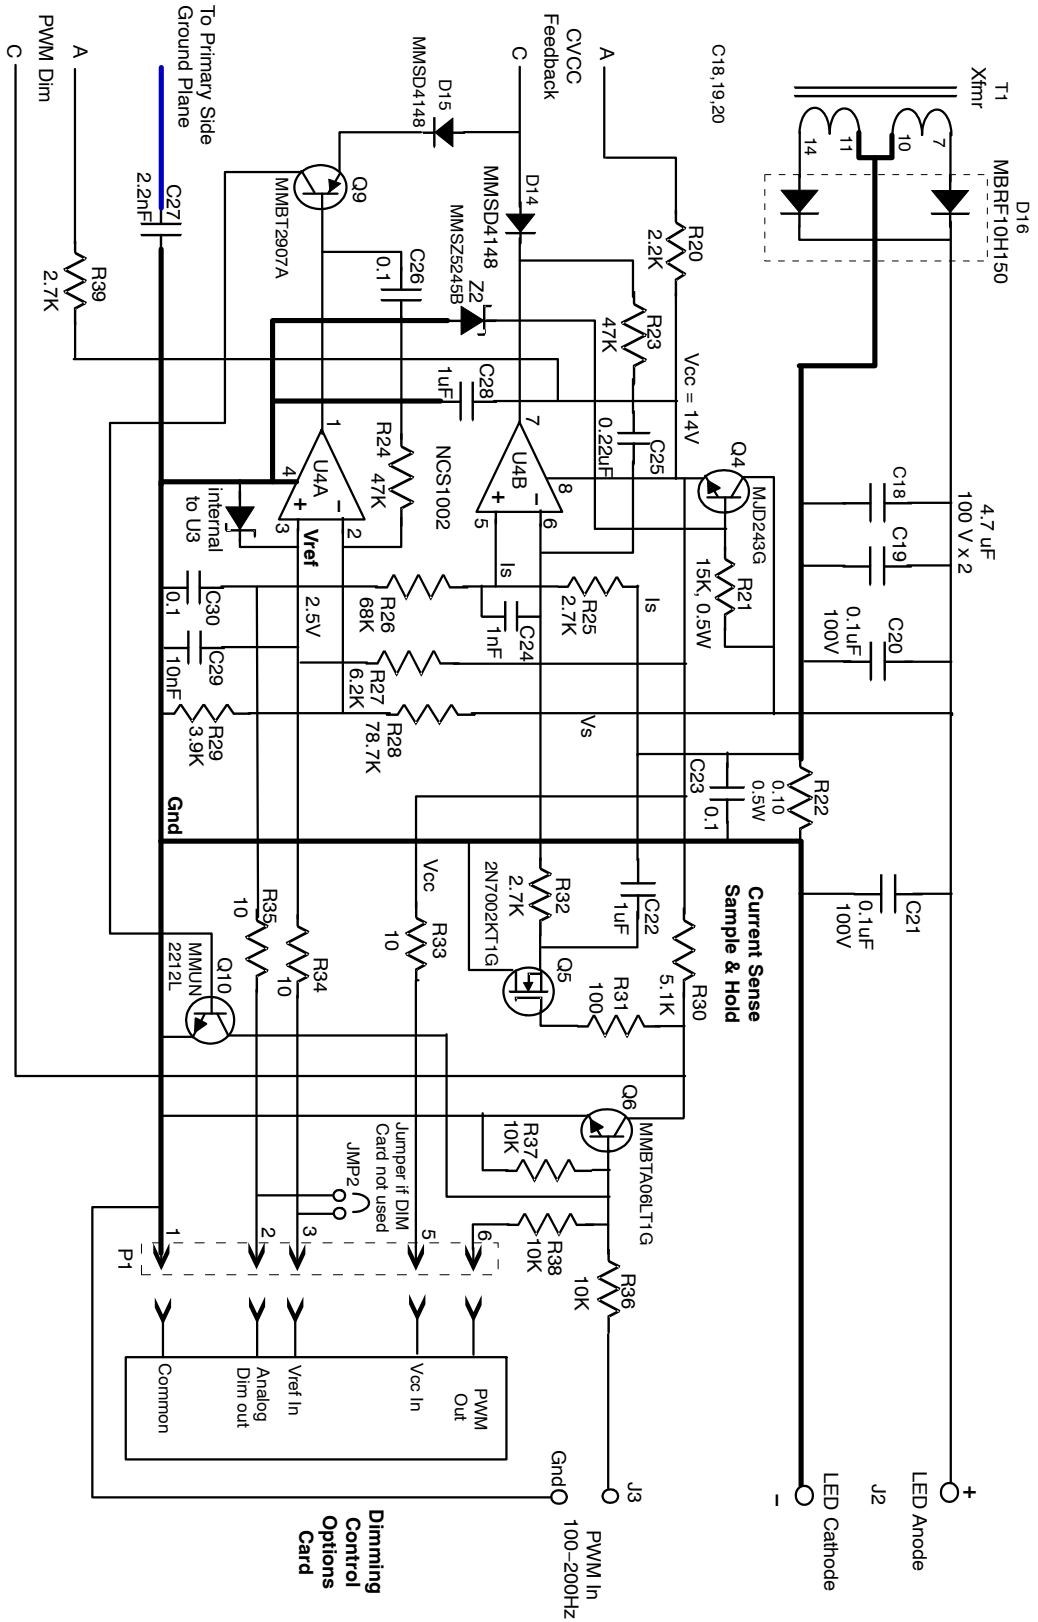 T1
Xfmr
7
10
11
14
D16
MBRF10H150
C18,19,20
4.7 uF
100 V x 2
C18
C19
C20
0.1uF
100V
C21
0.1uF
100V
+
LED Anode
J2
LED Cathode
–
A
CVCC
Feedback
C
R20
2.2K
Vcc = 14V
Q4
MJD243G
R21
15K, 0.5W
R22
0.10
0.5W
C23
0.1
Current Sense
Sample & Hold
D14
MMSD4148
D15
MMSD4148
R23
47K
C25
0.22uF
Z2
MMSZ5245B
C28
1uF
7
U4B
8
+
–
5
6
NCS1002
Is
Is
R25
2.7K
C24
1nF
Vs
C22
1uF
R32
2.7K
2N7002KT1G
Q5
R31
100
R30
5.1K
Q6
MMBTA06LT1G
R37
10K
R38
10K
R36
10K
J3
PWM In
100–200Hz
Gnd
Q9
MMBT2907A
C26
0.1
R24
47K
1
U4A
4
+
–
3
2
Vref
2.5V
internal
to U3
R26
68K
R27
6.2K
R28
78.7K
R29
3.9K
C30
0.1
C29
10nF
Vcc
R33
10
R34
10
R35
10
Q10
MMUN
2212L
Jumper if DIM
Card not used
JMP2
1
2
3
5
6
P1
PWM
Out
Vcc In
Vref In
Analog
Dim out
Common
Dimming
Control
Options
Card
Gnd
To Primary Side
Ground Plane
C27
2.2nF
A
PWM Dim
C
R39
2.7K